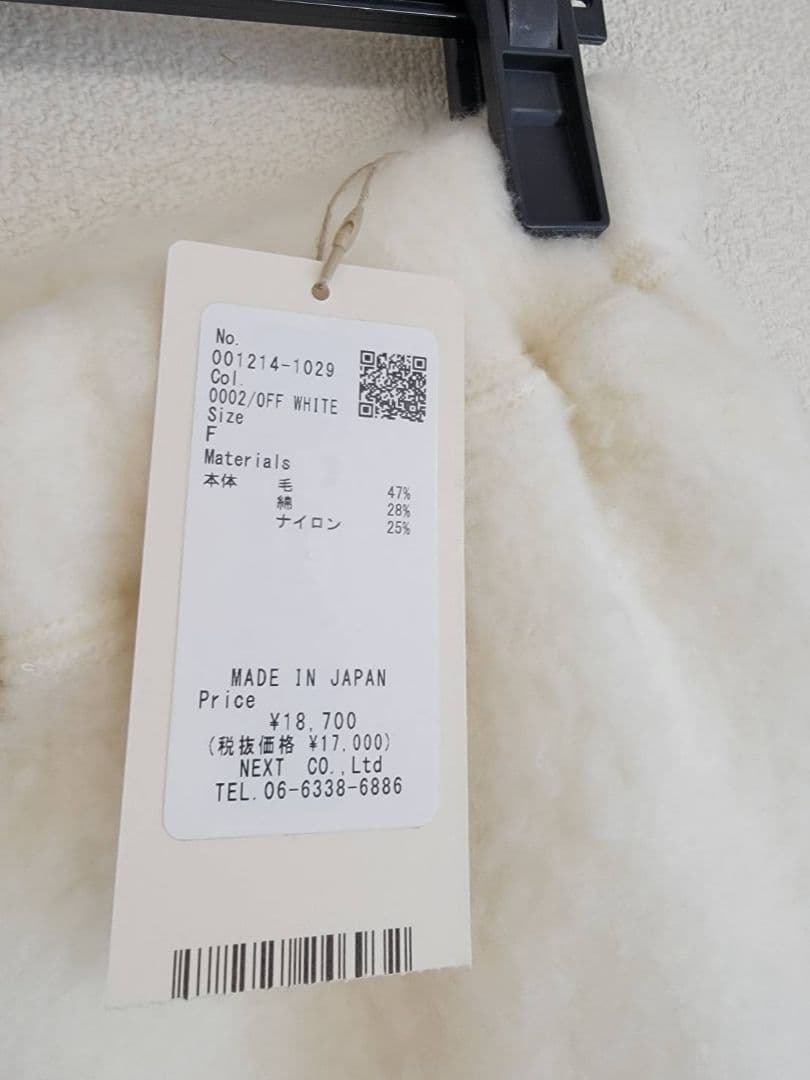 No.
001214-1029
Col.
0002/OFF WHITE
Size
F
Materials
本体 毛 47%
綿 28%
ナイロン 25%
MADE IN JAPAN
Price
¥18,700
(税抜価格 ¥17,000)
NEXT CO.,Ltd
TEL.06-6338-6886